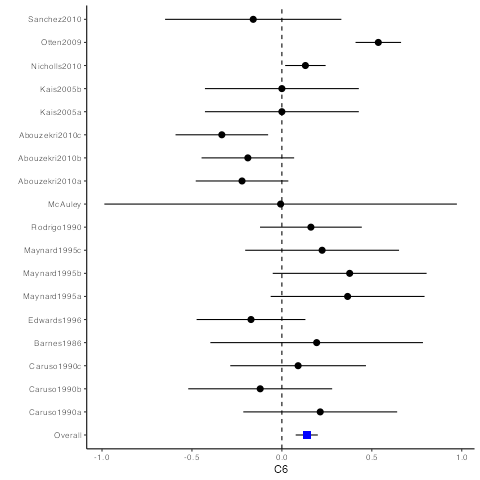 Sanchez2010
Otten2009
Nicholls2010
Kais2005b
Kais2005a
Abouzekri2010c
Abouzekri2010b
Abouzekri2010a
McAuley
Rodrigo1990
Maynard1995c
Maynard1995b
Maynard1995a
Edwards1996
Barnes1986
Caruso1990c
Caruso1990b
Caruso1990a
Overall
-1.0 -0.5 0.0 0.5 1.0
C6